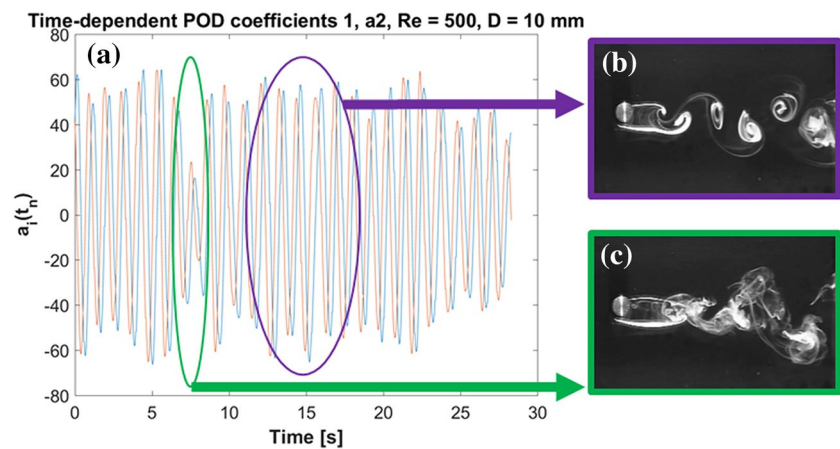 Time-dependent POD coefficients 1, a2, Re = 500, D = 10 mm
(a)
80
60
40
20
0
-20
-40
-60
-80
a_i(t_n)
0
5
10
15
20
25
30
Time [s]
(b)
(c)